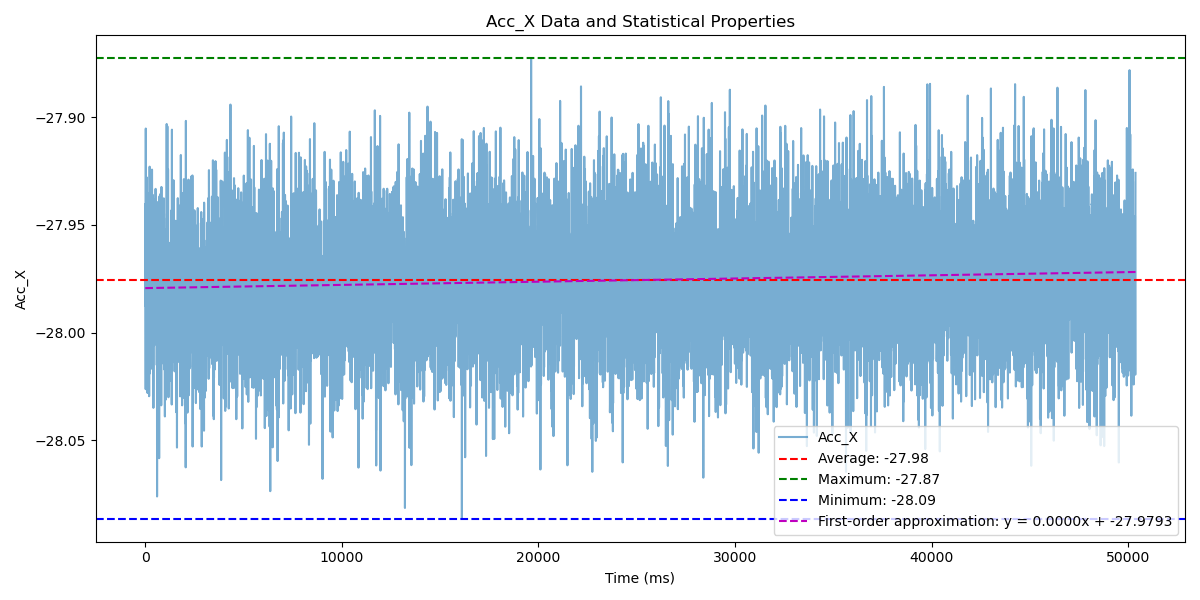 Acc_X Data and Statistical Properties
Acc_X
−27.90
−27.95
−28.00
−28.05
0
10000
20000
30000
40000
50000
Time (ms)
Acc_X
Average: -27.98
Maximum: -27.87
Minimum: -28.09
First-order approximation: y = 0.0000x + -27.9793